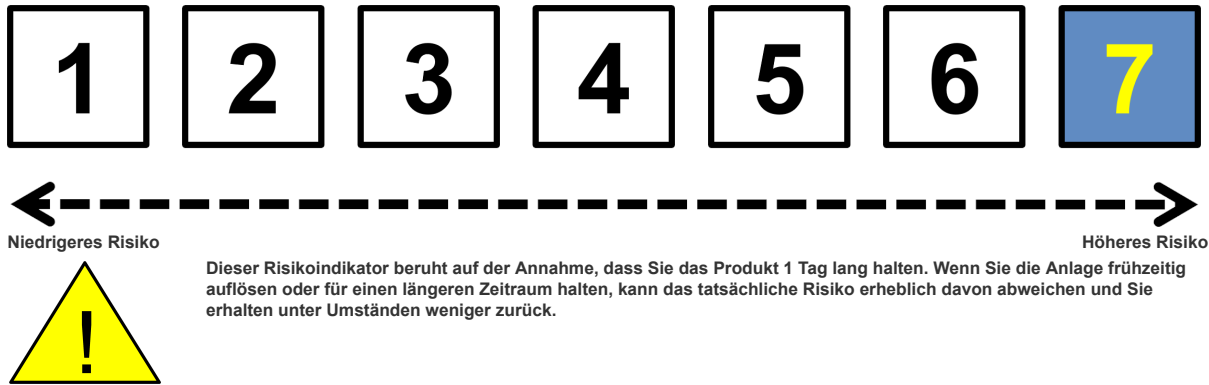 1 2 3 4 5 6 7
Niedrigeres Risiko Höheres Risiko
Dieser Risikoindikator beruht auf der Annahme, dass Sie das Produkt 1 Tag lang halten. Wenn Sie die Anlage frühzeitig
auflösen oder für einen längeren Zeitraum halten, kann das tatsächliche Risiko erheblich davon abweichen und Sie
erhalten unter Umständen weniger zurück.
!